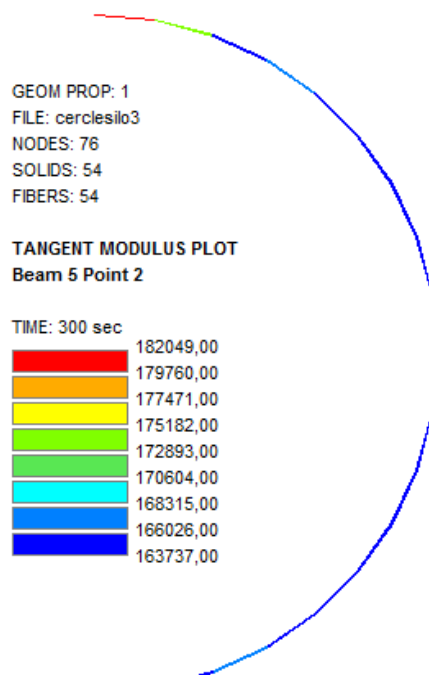 GEOM PROP: 1
FILE: cerclesilo3
NODES: 76
SOLIDS: 54
FIBERS: 54
TANGENT MODULUS PLOT
Beam 5 Point 2
TIME: 300 sec
182049,00
179760,00
177471,00
175182,00
172893,00
170604,00
168315,00
166026,00
163737,00